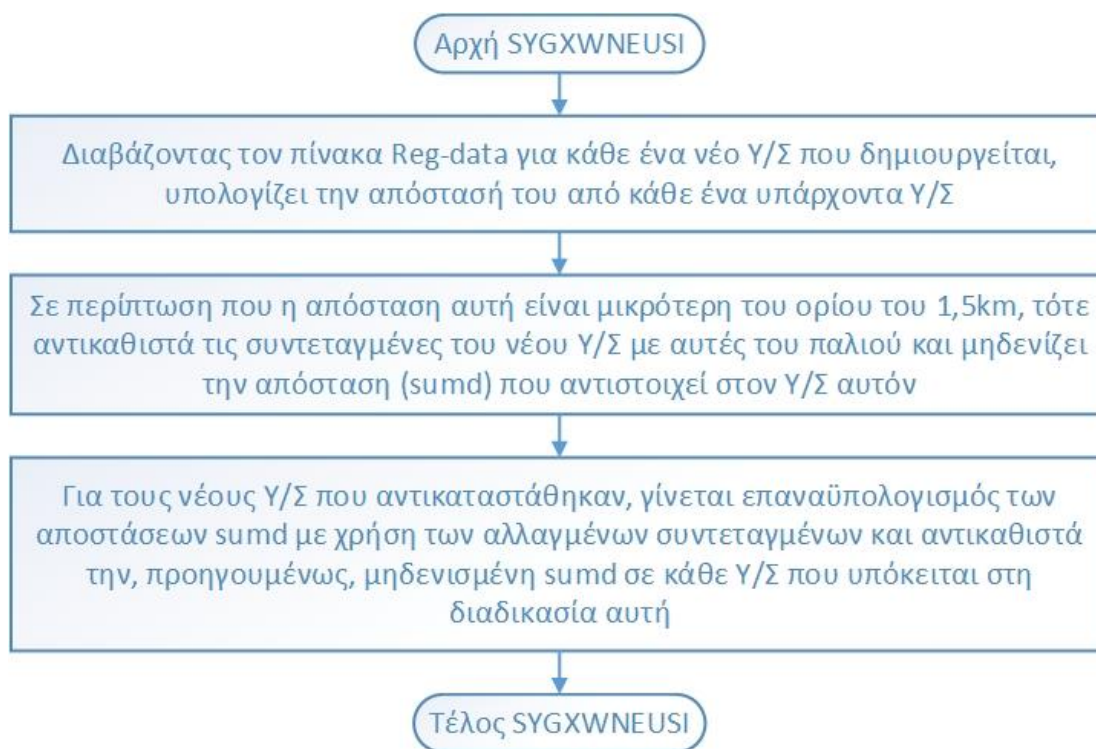 Αρχή SYGXWNEUSI
Διαβάζοντας τον πίνακα Reg-data για κάθε ένα νέο Υ/Σ που δημιουργείται,
υπολογίζει την απόστασή του από κάθε ένα υπάρχοντα Υ/Σ
Σε περίπτωση που η απόσταση αυτή είναι μικρότερη του ορίου του 1,5km, τότε
αντικαθιστά τις συντεταγμένες του νέου Υ/Σ με αυτές του παλιού και μηδενίζει
την απόσταση (sumd) που αντιστοιχεί στον Υ/Σ αυτόν
Για τους νέους Υ/Σ που αντικαταστάθηκαν, γίνεται επαναϋπολογισμός των
αποστάσεων sumd με χρήση των αλλαγμένων συντεταγμένων και αντικαθιστά
την, προηγουμένως, μηδενισμένη sumd σε κάθε Υ/Σ που υπόκειται στη
διαδικασία αυτή
Τέλος SYGXWNEUSI